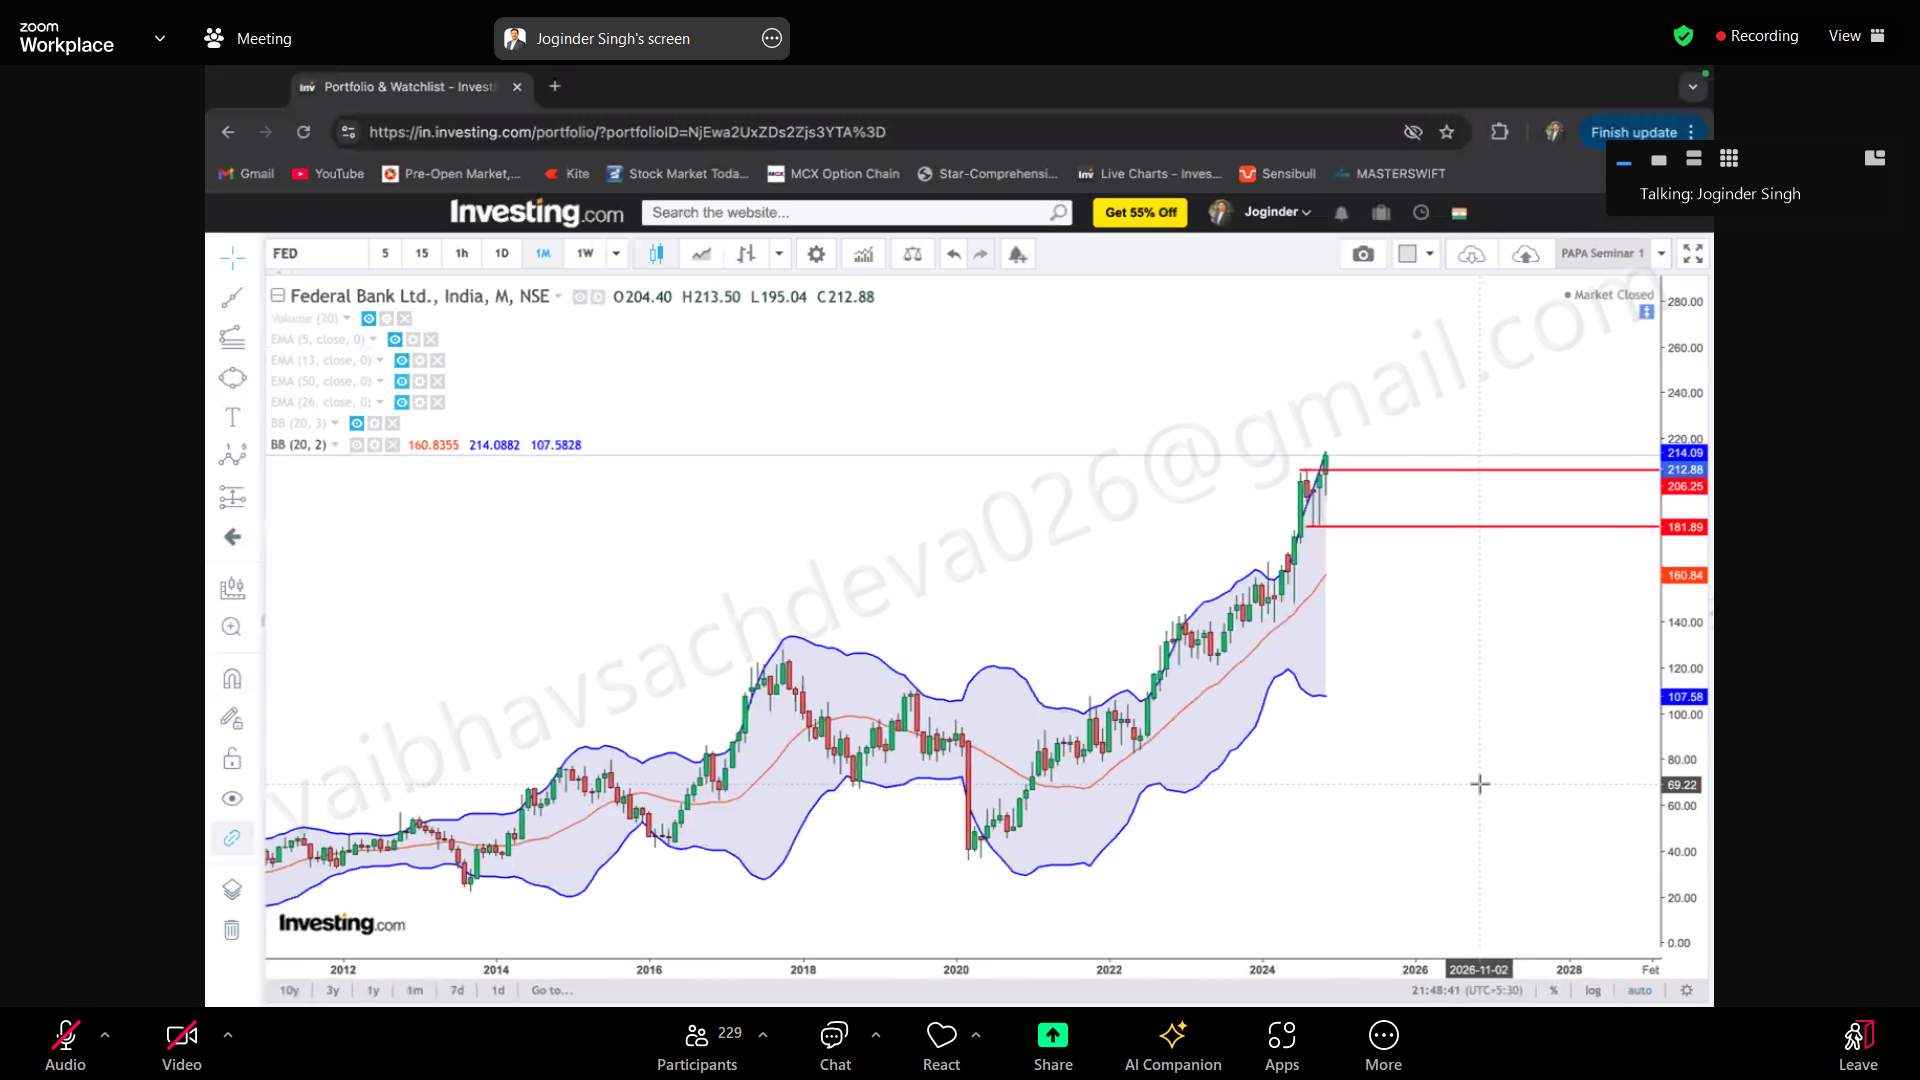 zoom
Workplace
Meeting
Joginder Singh's screen
Recording
View
Portfolio & Watchlist - Investi
https://in.investing.com/portfolio/?portfolioID=NjEwa2UxZDs2Zjs3YTA%3D
Finish update
Gmail
YouTube
Pre-Open Market,...
Kite
Stock Market Toda...
MCX Option Chain
Star-Comprehensi...
Live Charts - Inves...
Sensibull
MASTERSWIFT
Talking: Joginder Singh
Investing.com
Search the website...
Get 55% Off
Joginder
FED
5
15
1h
1D
1M
1W
PAPA Seminar 1
Federal Bank Ltd., India, M, NSE
O204.40 H213.50 L195.04 C212.88
Market Closed
Volume (20)
EMA (5, close, 0)
EMA (13, close, 0)
EMA (50, close, 0)
EMA (26, close, 0)
BB (20, 3)
BB (20, 2) 160.8355 214.0882 107.5828
vaibhavsachdeva026@gmail.com
280.00
260.00
240.00
220.00
214.09
212.88
206.25
181.89
160.84
140.00
120.00
107.58
100.00
80.00
69.22
60.00
40.00
20.00
0.00
Investing.com
2012
2014
2016
2018
2020
2022
2024
2026
2026-11-02
2028
Fet
10y
3y
1y
1m
7d
1d
Go to...
21:48:41 (UTC+5:30)
%
log
auto
Audio
Video
229
Participants
Chat
React
Share
AI Companion
Apps
More
Leave